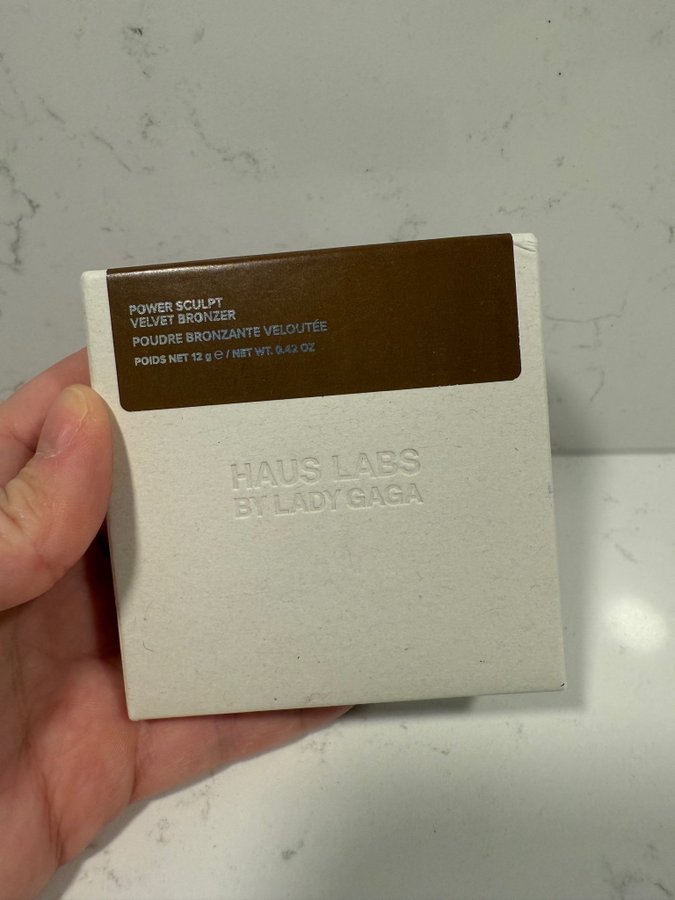 POWER SCULPT
VELVET BRONZER
POUDRE BRONZANTE VELOUTÉE
POIDS NET 12 g ℮ / NET WT. 0.42 OZ
HAUS LABS
BY LADY GAGA